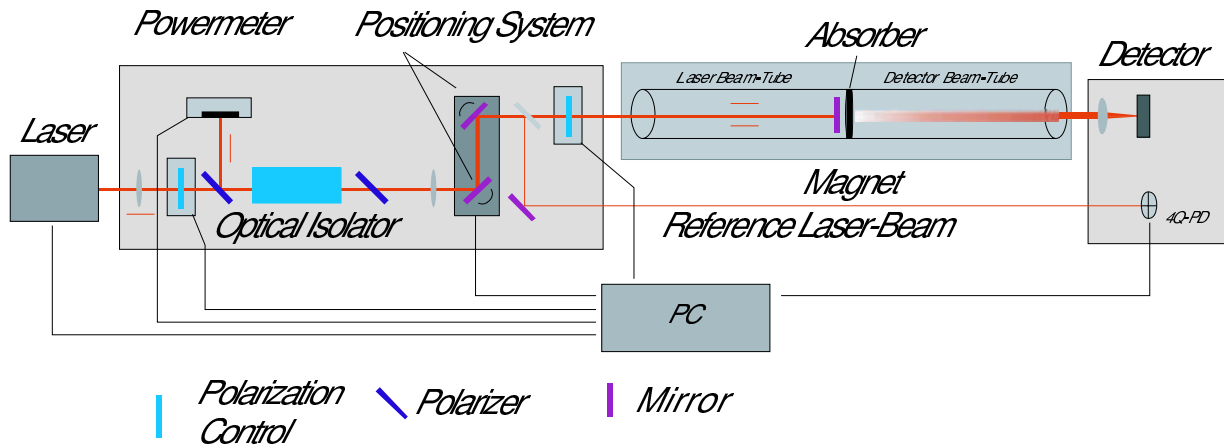 Powermeter
Positioning System
Absorber
Detector
Laser
Laser Beam-Tube
Detector Beam-Tube
Optical Isolator
Magnet
Reference Laser-Beam
4Q-PD
PC
Polarization
Control
Polarizer
Mirror